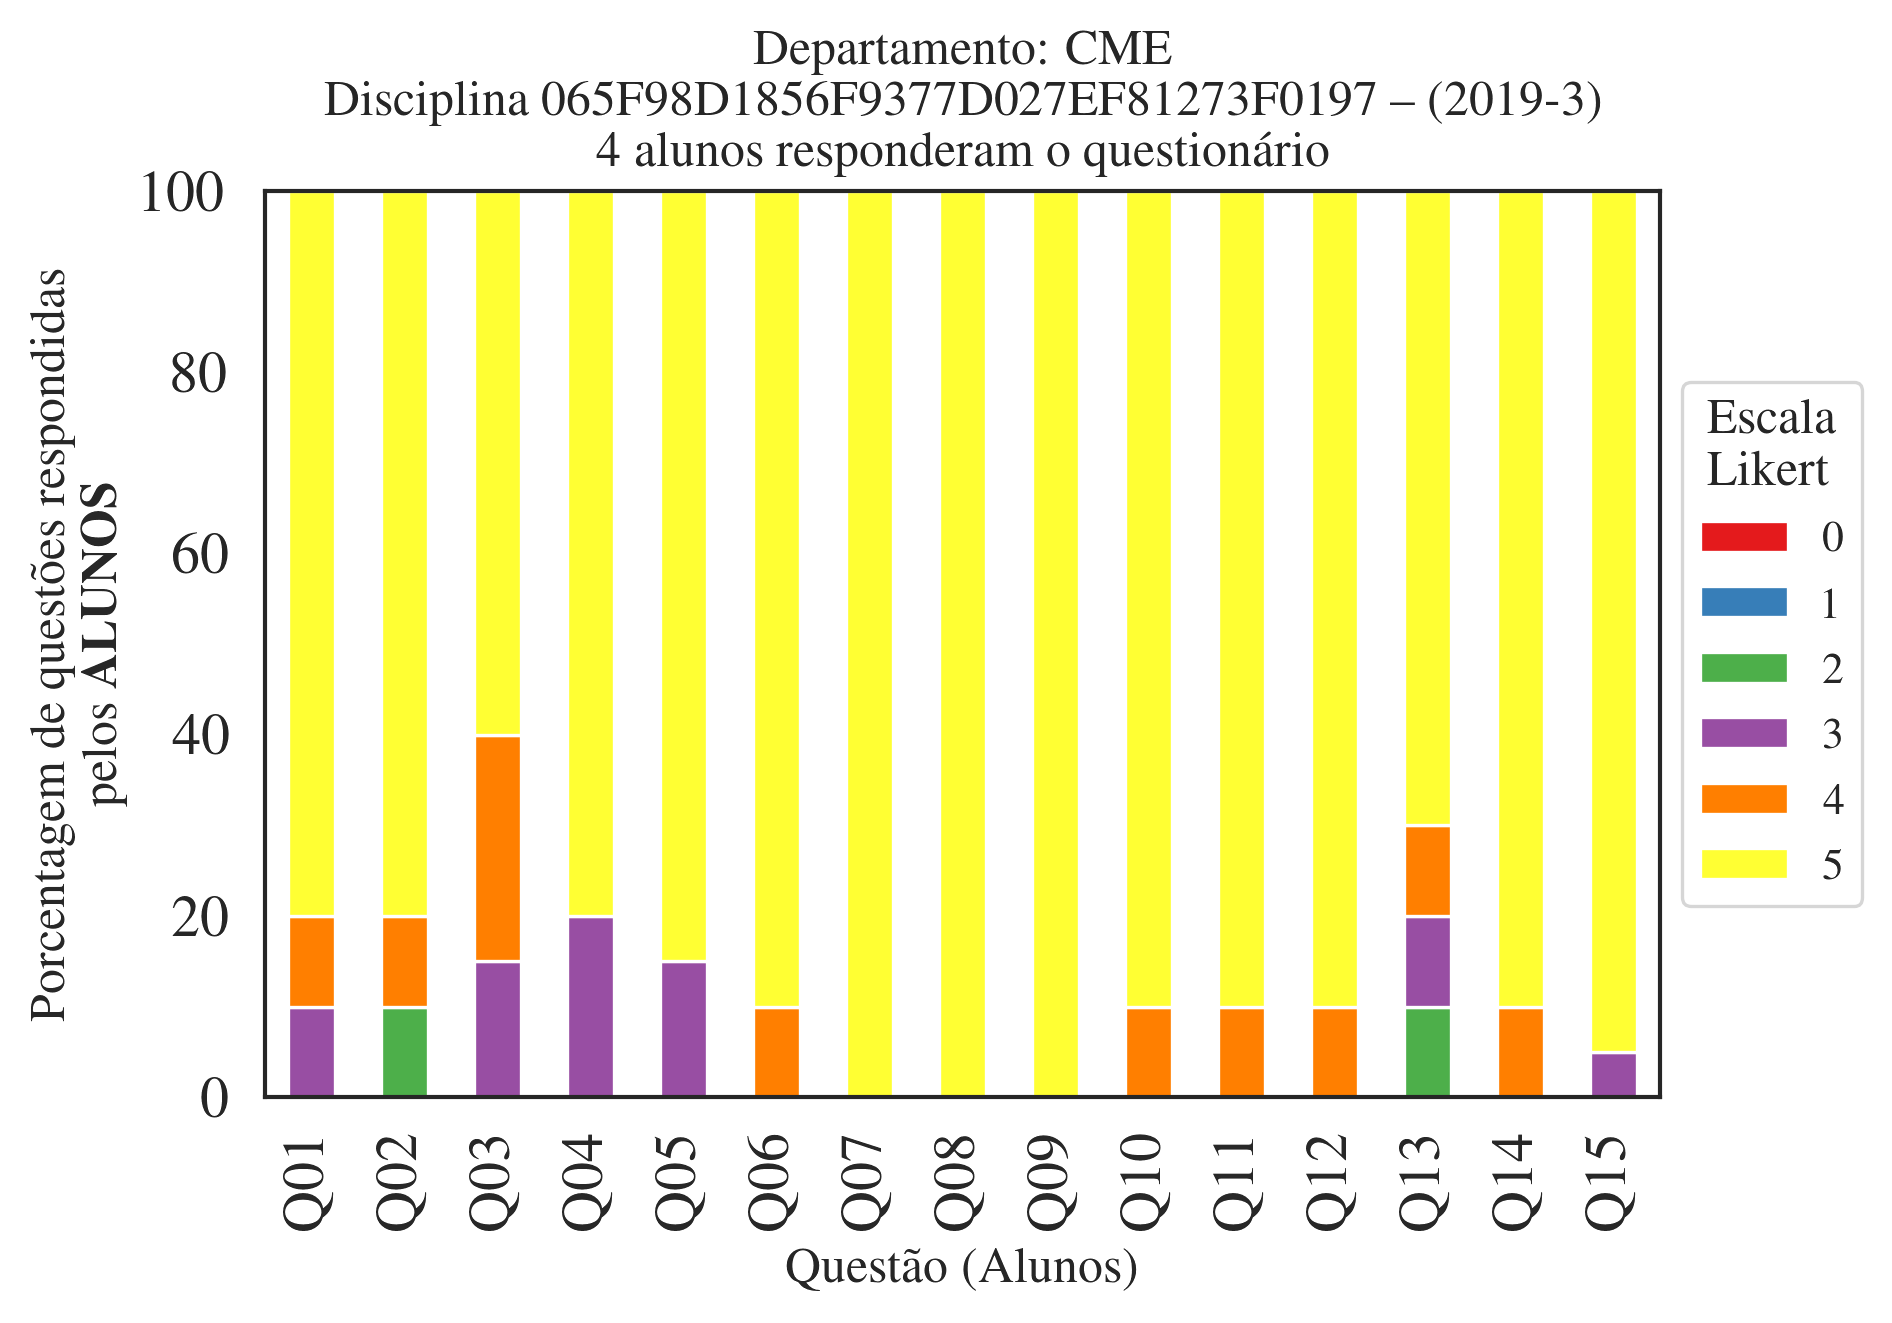 Departamento: CME
Disciplina 065F98D1856F9377D027EF81273F0197 – (2019-3)
4 alunos responderam o questionário
Porcentagem de questões respondidas
pelos ALUNOS
100
80
60
40
20
0
Q01
Q02
Q03
Q04
Q05
Q06
Q07
Q08
Q09
Q10
Q11
Q12
Q13
Q14
Q15
Questão (Alunos)
Escala
Likert
0
1
2
3
4
5